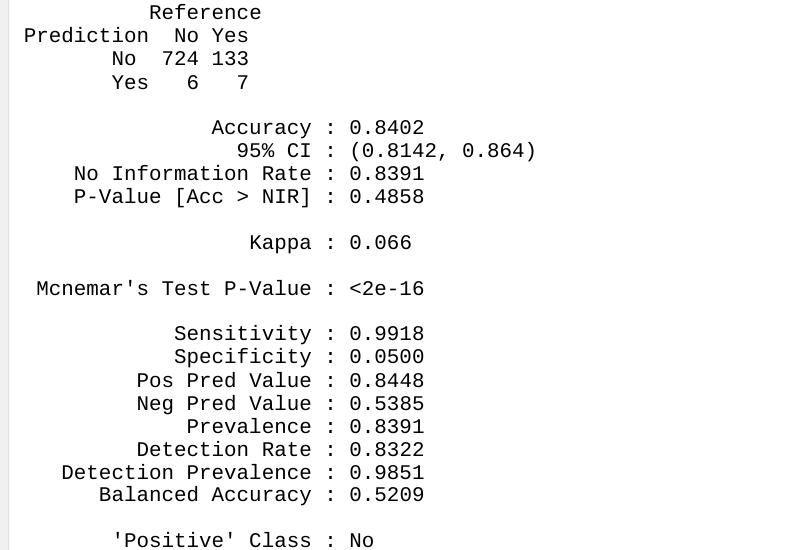 Reference
Prediction No Yes
No 724 133
Yes 6 7
Accuracy : 0.8402
95% CI : (0.8142, 0.864)
No Information Rate : 0.8391
P-Value [Acc > NIR] : 0.4858
Kappa : 0.066
Mcnemar's Test P-Value : <2e-16
Sensitivity : 0.9918
Specificity : 0.0500
Pos Pred Value : 0.8448
Neg Pred Value : 0.5385
Prevalence : 0.8391
Detection Rate : 0.8322
Detection Prevalence : 0.9851
Balanced Accuracy : 0.5209
'Positive' Class : No